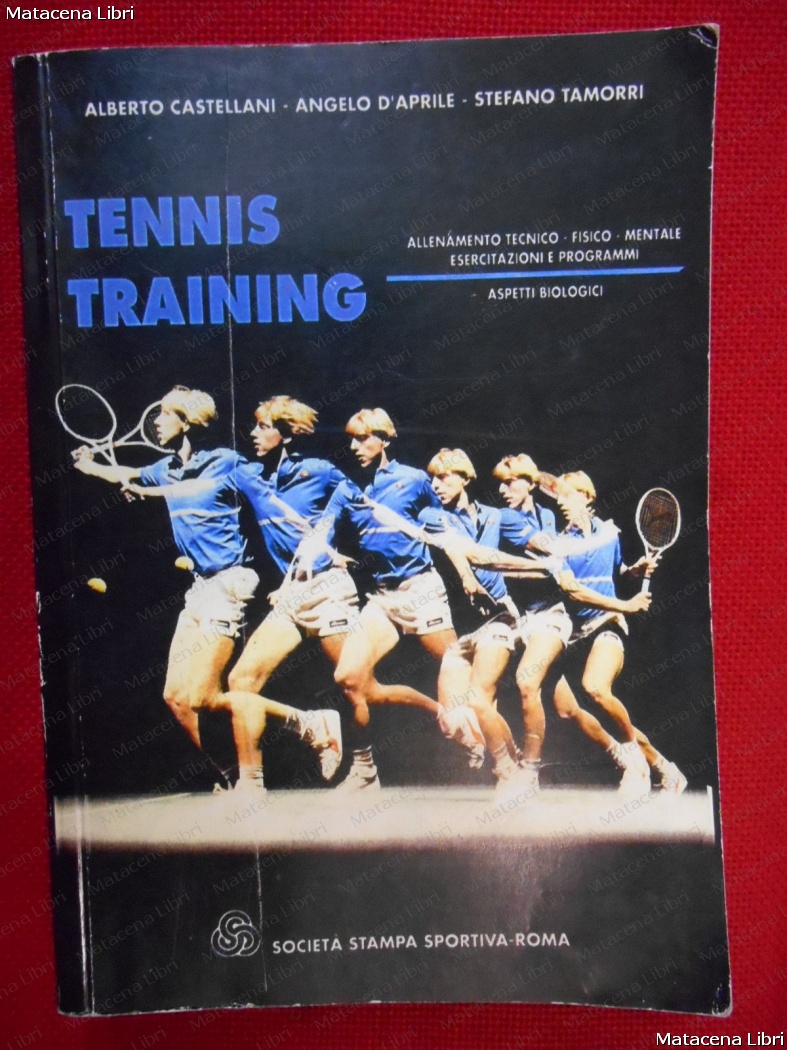 Matacena Libri
ALBERTO CASTELLANI - ANGELO D'APRILE - STEFANO TAMORRI
TENNIS
TRAINING
ALLENAMENTO TECNICO - FISICO - MENTALE
ESERCITAZIONI E PROGRAMMI
ASPETTI BIOLOGICI
SOCIETÀ STAMPA SPORTIVA-ROMA
Matacena Libri